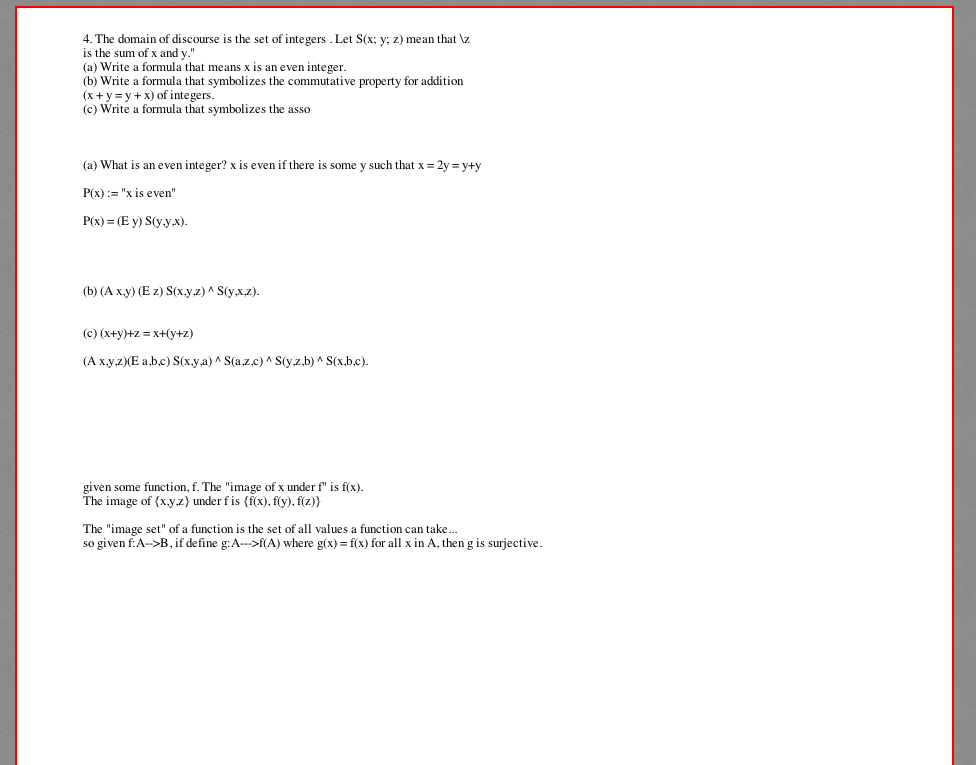 4. The domain of discourse is the set of integers . Let S(x; y; z) mean that \z
is the sum of x and y."
(a) Write a formula that means x is an even integer.
(b) Write a formula that symbolizes the commutative property for addition
(x + y = y + x) of integers.
(c) Write a formula that symbolizes the asso
(a) What is an even integer? x is even if there is some y such that x = 2y = y+y
P(x) := "x is even"
P(x) = (E y) S(y,y,x).
(b) (A x,y) (E z) S(x,y,z) ^ S(y,x,z).
(c) (x+y)+z = x+(y+z)
(A x,y,z)(E a,b,c) S(x,y,a) ^ S(a,z,c) ^ S(y,z,b) ^ S(x,b,c).
given some function, f. The "image of x under f" is f(x).
The image of {x,y,z} under f is {f(x), f(y), f(z)}
The "image set" of a function is the set of all values a function can take...
so given f:A-->B, if define g:A--->f(A) where g(x) = f(x) for all x in A, then g is surjective.